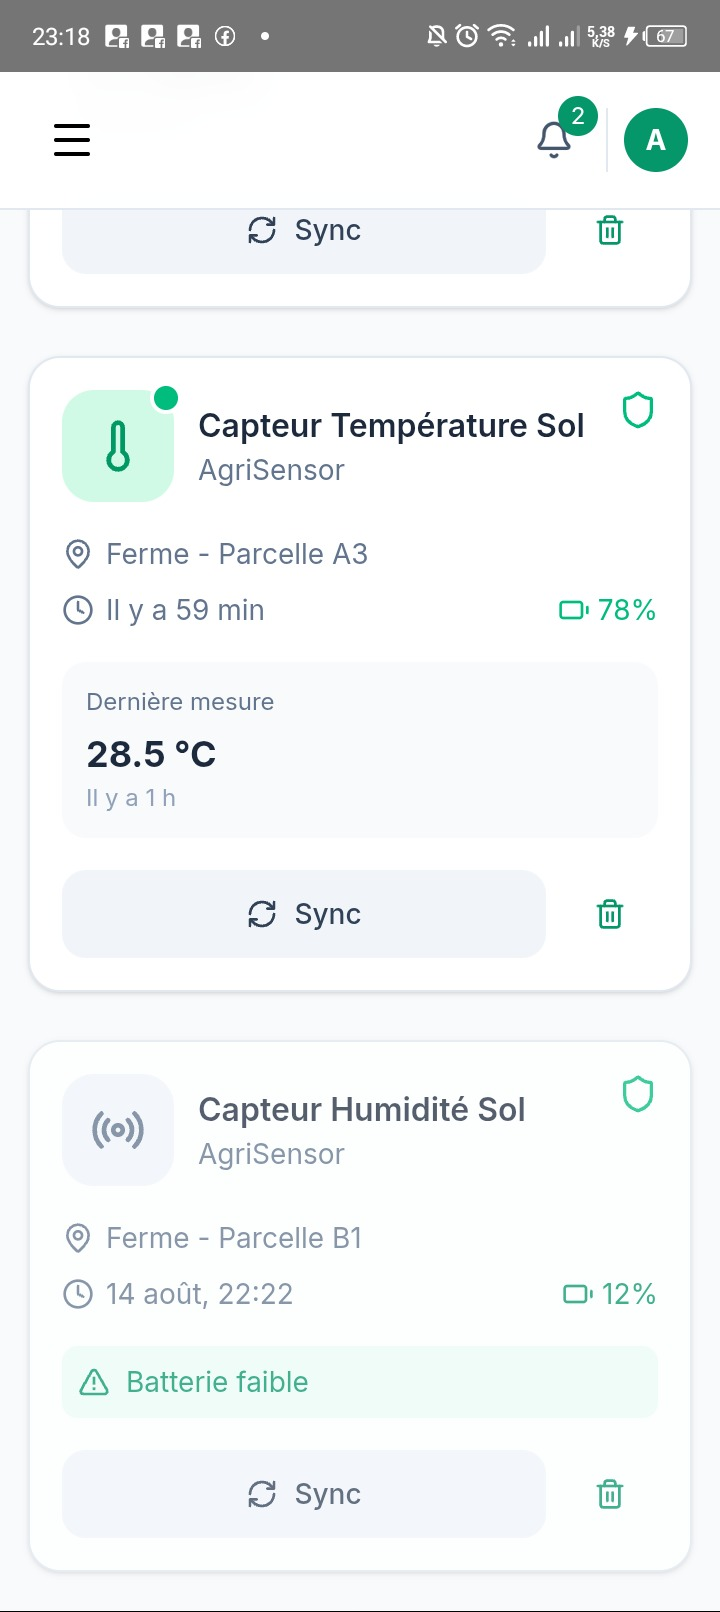 23:18
5,38
K/S
67
2
A
Sync
Capteur Température Sol
AgriSensor
Ferme - Parcelle A3
Il y a 59 min
78%
Dernière mesure
28.5 °C
Il y a 1 h
Sync
Capteur Humidité Sol
AgriSensor
Ferme - Parcelle B1
14 août, 22:22
12%
Batterie faible
Sync